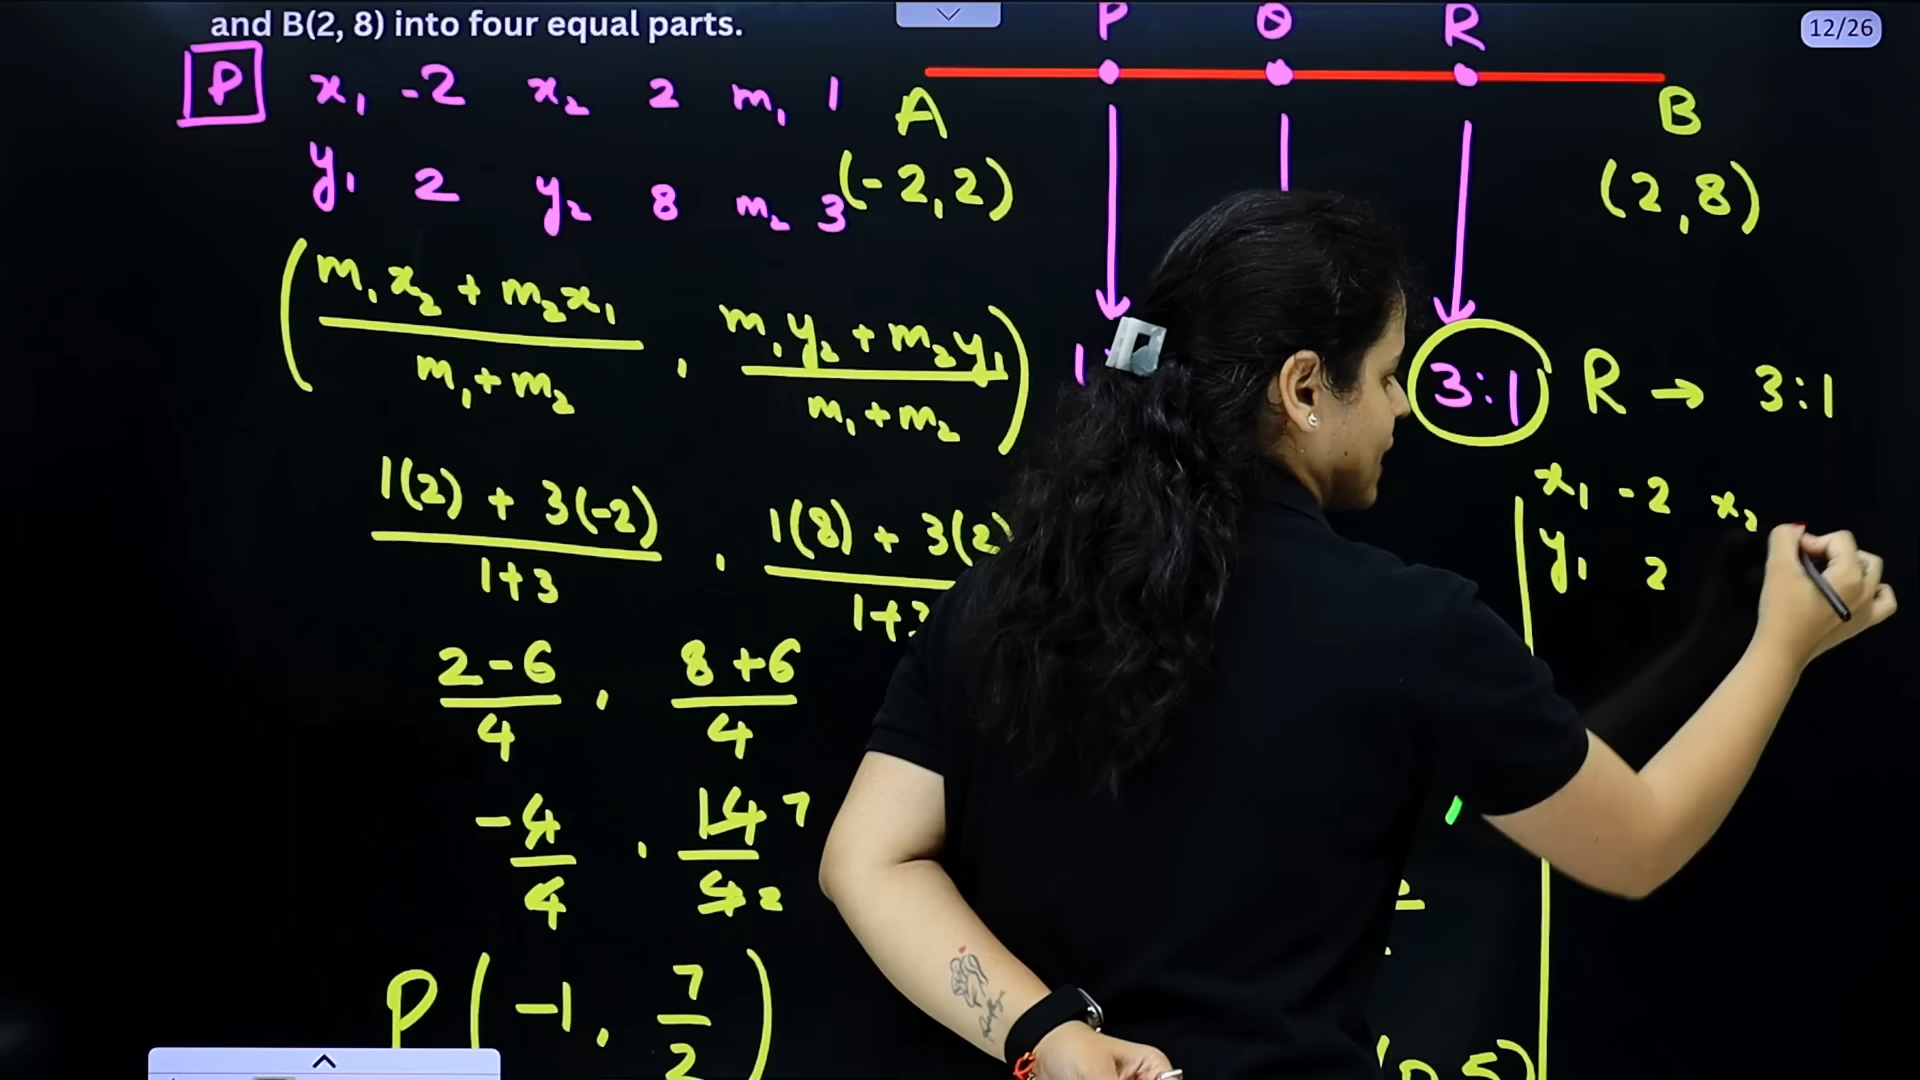 and B(2, 8) into four equal parts.
12/26
P θ R
P x₁ -2 x₂ 2 m₁ 1
y₁ 2 y₂ 8 m₂ 3
A B
(-2,2) (2,8)
(m₁x₂ + m₂x₁ / m₁+m₂ , m₁y₂ + m₂y₁ / m₁+m₂)
3:1 R → 3:1
1(2) + 3(-2) / 1+3 , 1(8) + 3(2) / 1+
x₁ -2 x₂
y₁ 2
2-6 / 4 , 8+6 / 4
-4 / 4 , 14 7 / 4 2
P(-1, 7/2)